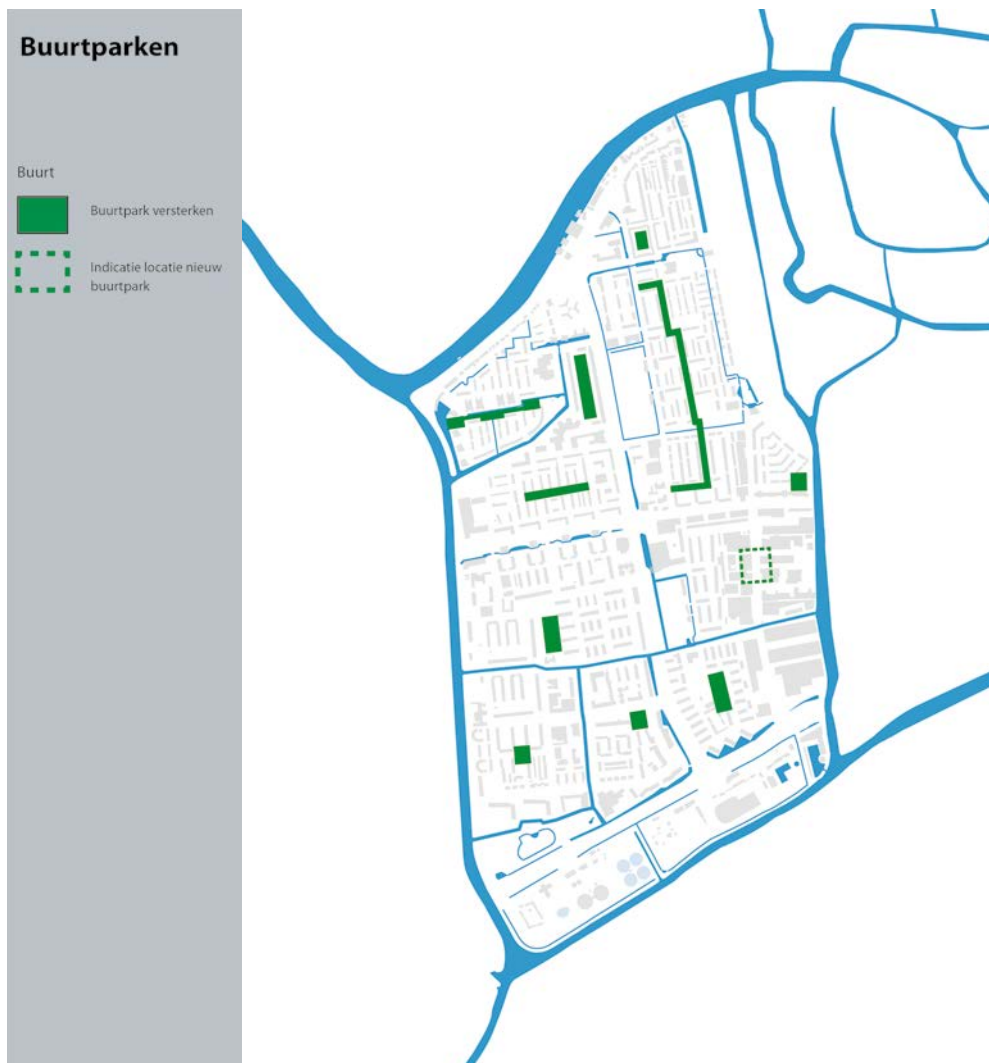 Buurtparken
Buurt
Buurtpark versterken
Indicatie locatie nieuw
buurtpark